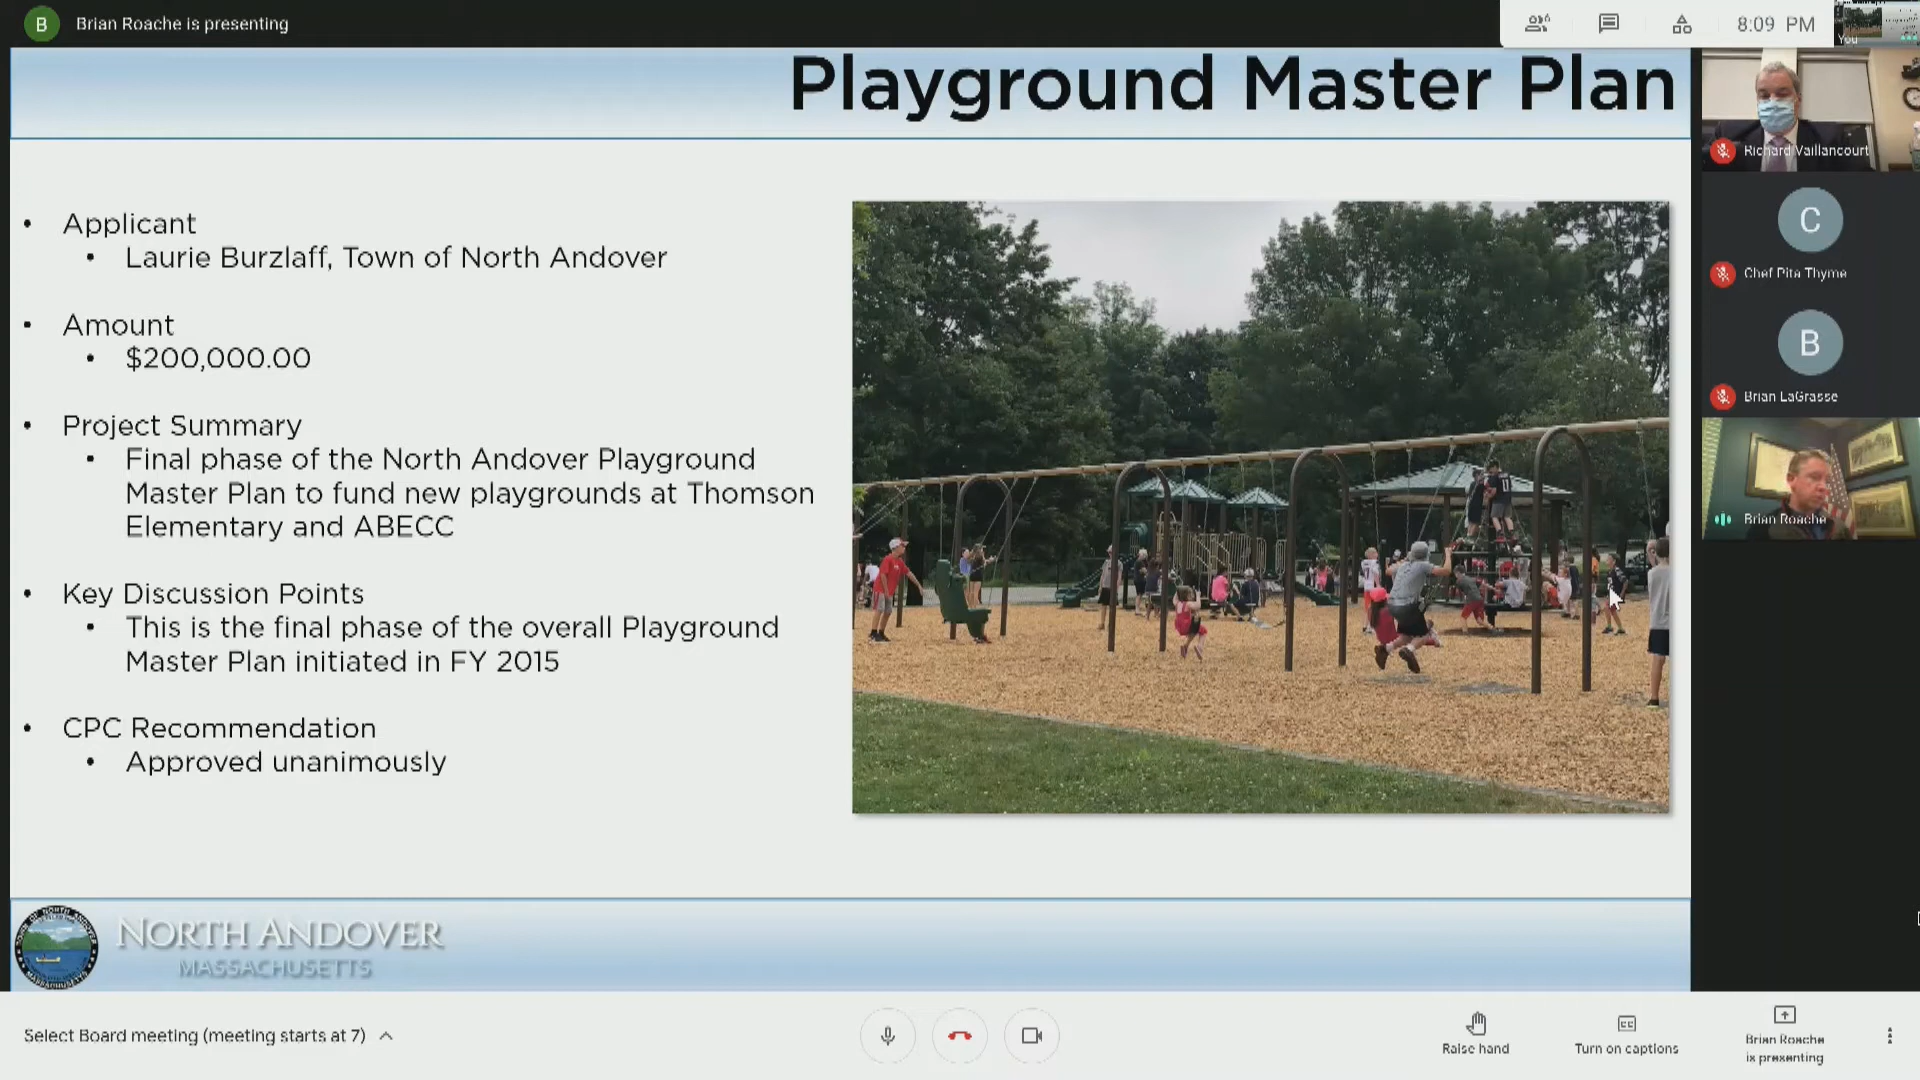 B Brian Roache is presenting
8:09 PM
You
Playground Master Plan
• Applicant
• Laurie Burzlaff, Town of North Andover
• Amount
• $200,000.00
• Project Summary
• Final phase of the North Andover Playground
Master Plan to fund new playgrounds at Thomson
Elementary and ABECC
• Key Discussion Points
• This is the final phase of the overall Playground
Master Plan initiated in FY 2015
• CPC Recommendation
• Approved unanimously
Richard Vaillancourt
C
Chef Pita Thyme
B
Brian LaGrasse
Brian Roache
NORTH ANDOVER
MASSACHUSETTS
Select Board meeting (meeting starts at 7)
Raise hand
Turn on captions
Brian Roache
is presenting